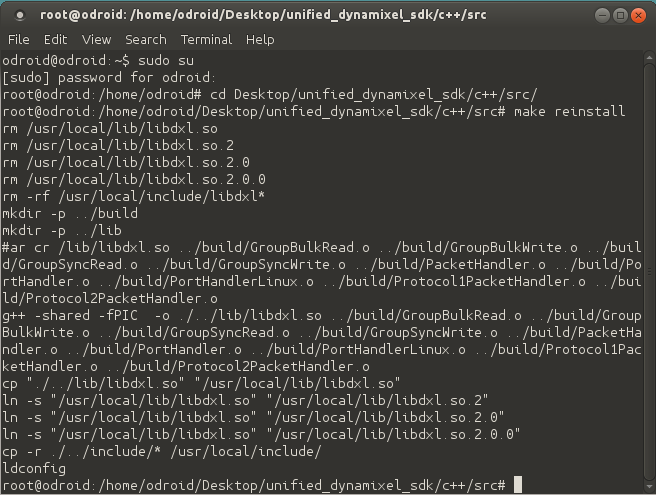 root@odroid: /home/odroid/Desktop/unified_dynamixel_sdk/c++/src
File Edit View Search Terminal Help
odroid@odroid:~$ sudo su
[sudo] password for odroid:
root@odroid:/home/odroid# cd Desktop/unified_dynamixel_sdk/c++/src/
root@odroid:/home/odroid/Desktop/unified_dynamixel_sdk/c++/src# make reinstall
rm /usr/local/lib/libdxl.so
rm /usr/local/lib/libdxl.so.2
rm /usr/local/lib/libdxl.so.2.0
rm /usr/local/lib/libdxl.so.2.0.0
rm -rf /usr/local/include/libdxl*
mkdir -p ../build
mkdir -p ../lib
#ar cr /lib/libdxl.so ../build/GroupBulkRead.o ../build/GroupBulkWrite.o ../buil
d/GroupSyncRead.o ../build/GroupSyncWrite.o ../build/PacketHandler.o ../build/Po
rtHandler.o ../build/PortHandlerLinux.o ../build/Protocol1PacketHandler.o ../bui
ld/Protocol2PacketHandler.o
g++ -shared -fPIC  -o ./../lib/libdxl.so ../build/GroupBulkRead.o ../build/Group
BulkWrite.o ../build/GroupSyncRead.o ../build/GroupSyncWrite.o ../build/PacketHa
ndler.o ../build/PortHandler.o ../build/PortHandlerLinux.o ../build/Protocol1Pac
ketHandler.o ../build/Protocol2PacketHandler.o
cp "./../lib/libdxl.so" "/usr/local/lib/libdxl.so"
ln -s "/usr/local/lib/libdxl.so" "/usr/local/lib/libdxl.so.2"
ln -s "/usr/local/lib/libdxl.so" "/usr/local/lib/libdxl.so.2.0"
ln -s "/usr/local/lib/libdxl.so" "/usr/local/lib/libdxl.so.2.0.0"
cp -r ./../include/* /usr/local/include/
ldconfig
root@odroid:/home/odroid/Desktop/unified_dynamixel_sdk/c++/src#